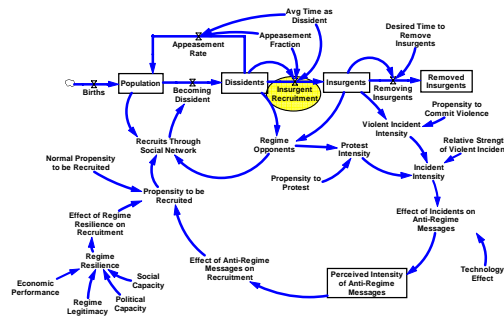 Avg Time as
Dissident
Appeasement
Rate
Appeasement
Fraction
Desired Time to
Remove
Insurgents
Births
Population
Becoming
Dissident
Dissidents
Insurgent
Recruitment
Insurgents
Removing
Insurgents
Removed
Insurgents
Recruits Through
Social Network
Regime
Opponents
Violent Incident
Intensity
Propensity to
Commit Violence
Protest
Intensity
Relative Strength
of Violent Incidents
Incident
Intensity
Normal Propensity
to be Recruited
Propensity to be
Recruited
Propensity to
Protest
Effect of Regime
Resilience on
Recruitment
Effect of Incidents on
Anti-Regime
Messages
Regime
Resilience
Economic
Performance
Regime
Legitimacy
Political
Capacity
Social
Capacity
Effect of Anti-Regime
Messages on
Recruitment
Perceived Intensity
of Anti-Regime
Messages
Technology
Effect